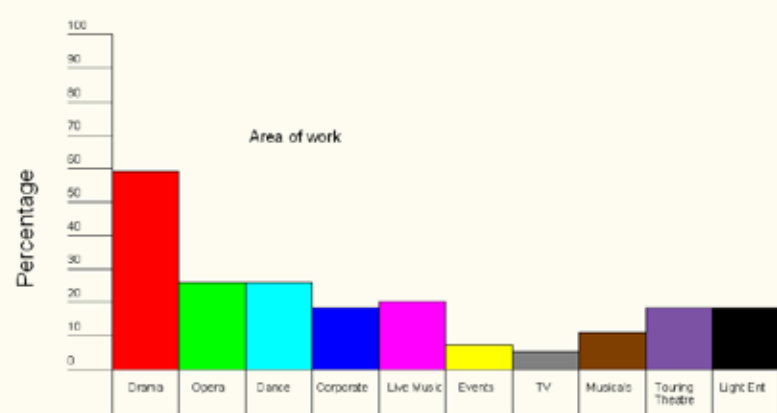 100
90
80
70
60
50
40
30
20
10
0
Area of work
Percentage
Drama
Opera
Dance
Corporate
Live Music
Events
TV
Musicals
Touring
Theatre
Light Ent